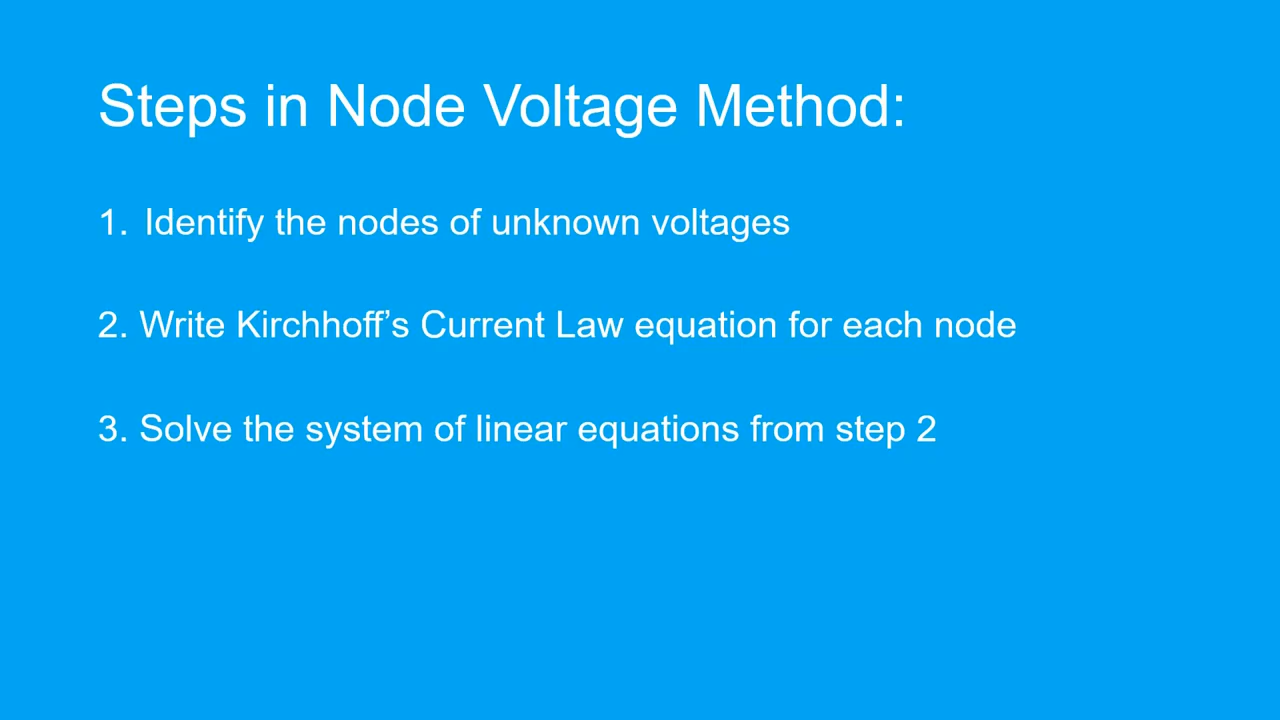 Steps in Node Voltage Method:
1. Identify the nodes of unknown voltages
2. Write Kirchhoff’s Current Law equation for each node
3. Solve the system of linear equations from step 2